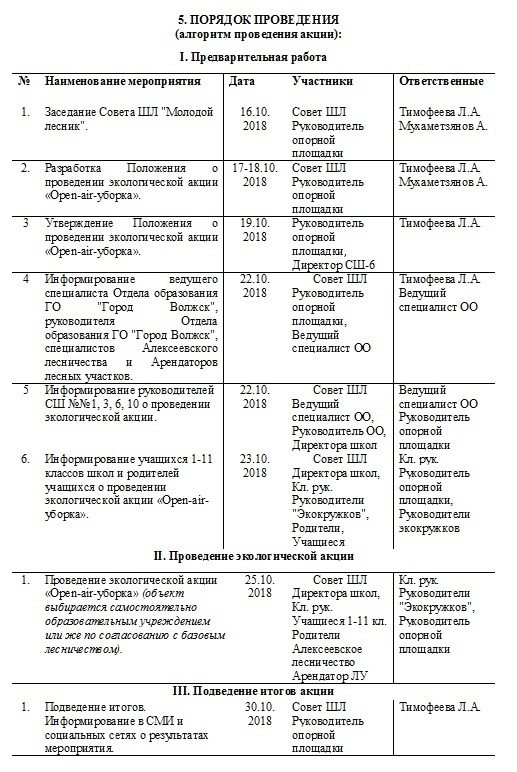 5. ПОРЯДОК ПРОВЕДЕНИЯ
(алгоритм проведения акции):
I. Предварительная работа
№ Наименование мероприятия Дата Участники Ответственные
1. Заседание Совета ШЛ "Молодой 16.10. Совет ШЛ Тимофеева Л.А.
лесник". 2018 Руководитель Мухаметзянов А.
опорной
площадки
2. Разработка Положения о 17-18.10. Совет ШЛ Тимофеева Л.А.
проведении экологической акции 2018 Руководитель Мухаметзянов А.
«Open-air-уборка». опорной
площадки
3 Утверждение Положения о 19.10. Руководитель Тимофеева Л.А.
проведении экологической акции 2018 опорной
«Open-air-уборка». площадки,
Директор СШ-6
4 Информирование ведущего 22.10. Совет ШЛ Тимофеева Л.А.
специалиста Отдела образования 2018 Руководитель Ведущий
ГО "Город Волжск", опорной специалист ОО
руководителя Отдела площадки,
образования ГО "Город Волжск", Ведущий
специалистов Алексеевского специалист ОО
лесничества и Арендаторов
лесных участков.
5 Информирование руководителей 22.10. Совет ШЛ Ведущий
СШ №№1, 3, 6, 10 о проведении 2018 Ведущий специалист ОО
экологической акции. специалист ОО, Руководитель
Руководитель ОО, опорной
Директора школ площадки
6. Информирование учащихся 1-11 23.10. Совет ШЛ Кл. рук.
классов школ и родителей 2018 Директора школ, Руководитель
учащихся о проведении Кл. рук. опорной
экологической акции «Open-air- Руководители площадки,
уборка». "Экокружков", Руководители
Родители, экокружков
Учащиеся
II. Проведение экологической акции
1. Проведение экологической акции 25.10. Совет ШЛ Кл. рук.
«Open-air-уборка» (объект 2018 Директора школ, Руководители
выбирается самостоятельно Кл. рук. "Экокружков",
образовательным учреждением Учащиеся 1-11 кл. Руководитель
или же по согласованию с базовым Родители опорной
лесничеством). Алексеевское площадки
лесничество
Арендатор ЛУ
III. Подведение итогов акции
1. Подведение итогов. 30.10. Совет ШЛ Тимофеева Л.А.
Информирование в СМИ и 2018 Руководитель
социальных сетях о результатах опорной
мероприятия. площадки